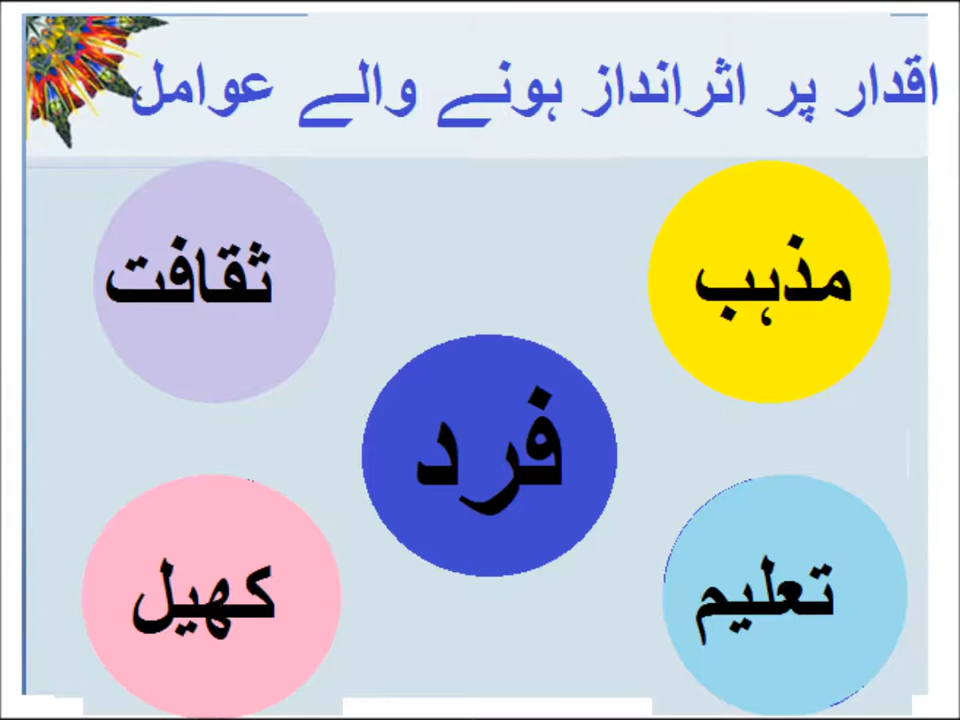 اقدار پر اثرانداز ہونے والے عوامل
مذہب
ثقافت
فرد
تعلیم
کھیل